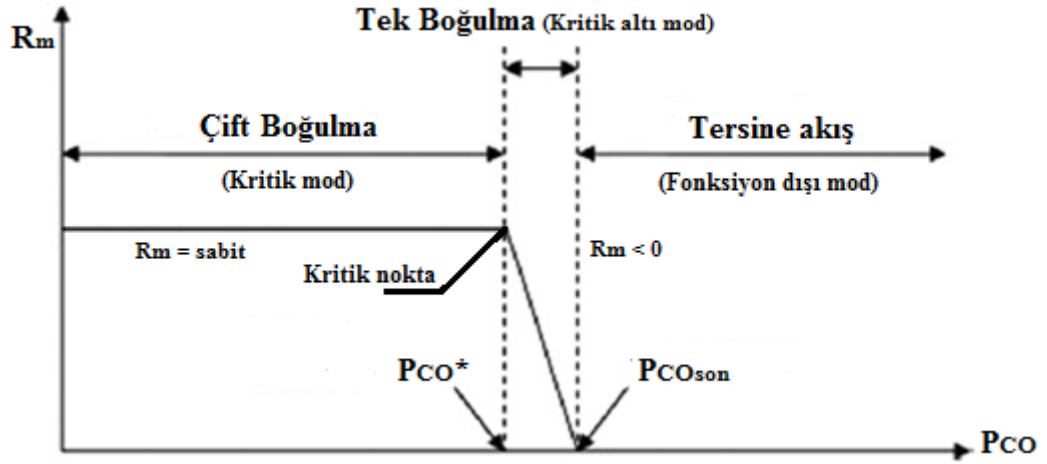 Tek Boğulma (Kritik altı mod)
Rm
Çift Boğulma
(Kritik mod)
Tersine akış
(Fonksiyon dışı mod)
Rm = sabit
Rm < 0
Kritik nokta
PCO*
PCOson
PCO